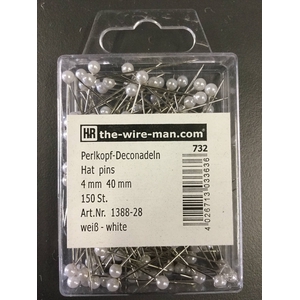 HR the-wire-man.com®
732
Perlkopf-Deconadeln
Hat pins
4 mm 40 mm
150 St.
Art.Nr. 1388-28
weiß - white
4026713033636